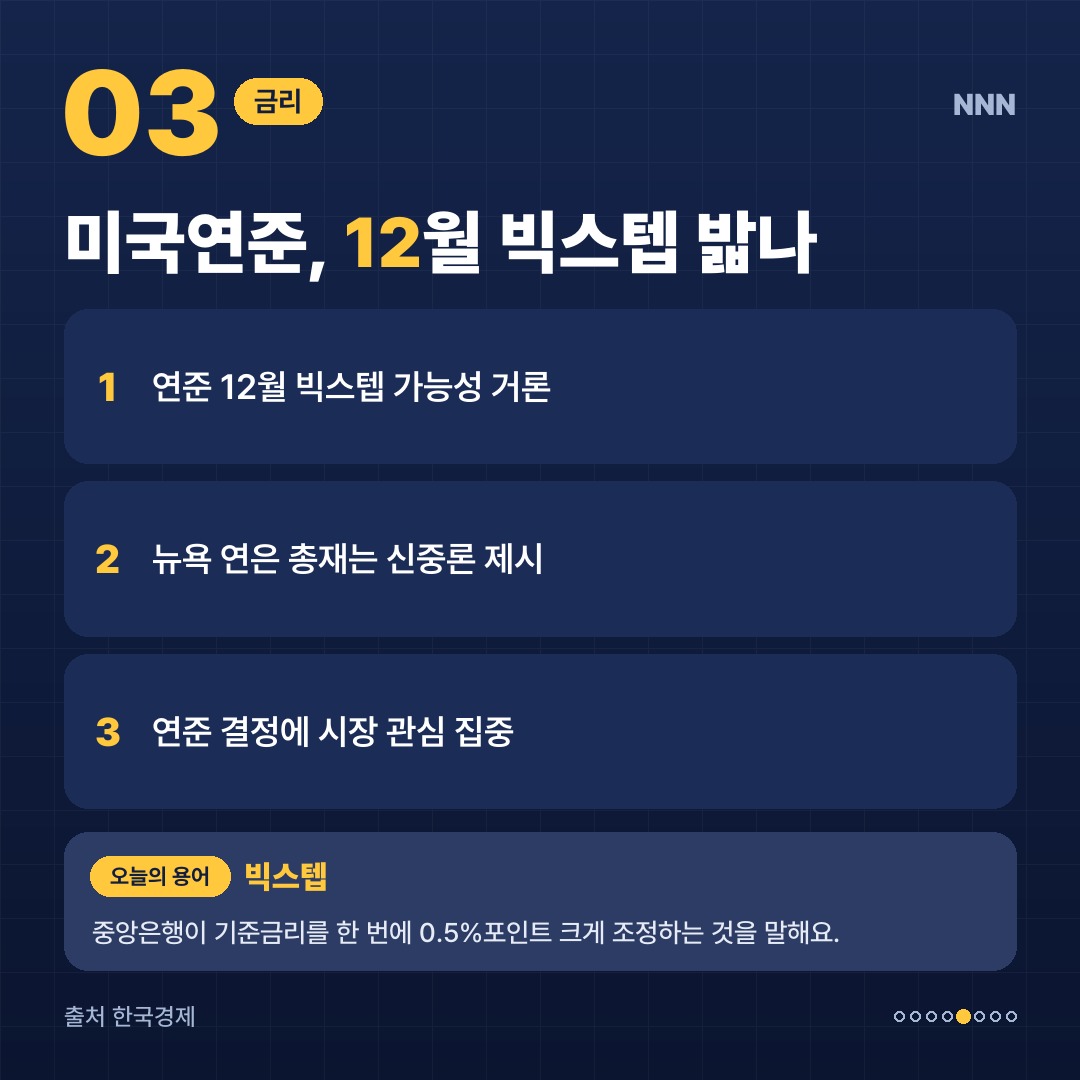 03 금리
NNN
미국연준, 12월 빅스텝 밟나
1 연준 12월 빅스텝 가능성 거론
2 뉴욕 연은 총재는 신중론 제시
3 연준 결정에 시장 관심 집중
오늘의 용어 빅스텝
중앙은행이 기준금리를 한 번에 0.5%포인트 크게 조정하는 것을 말해요.
출처 한국경제